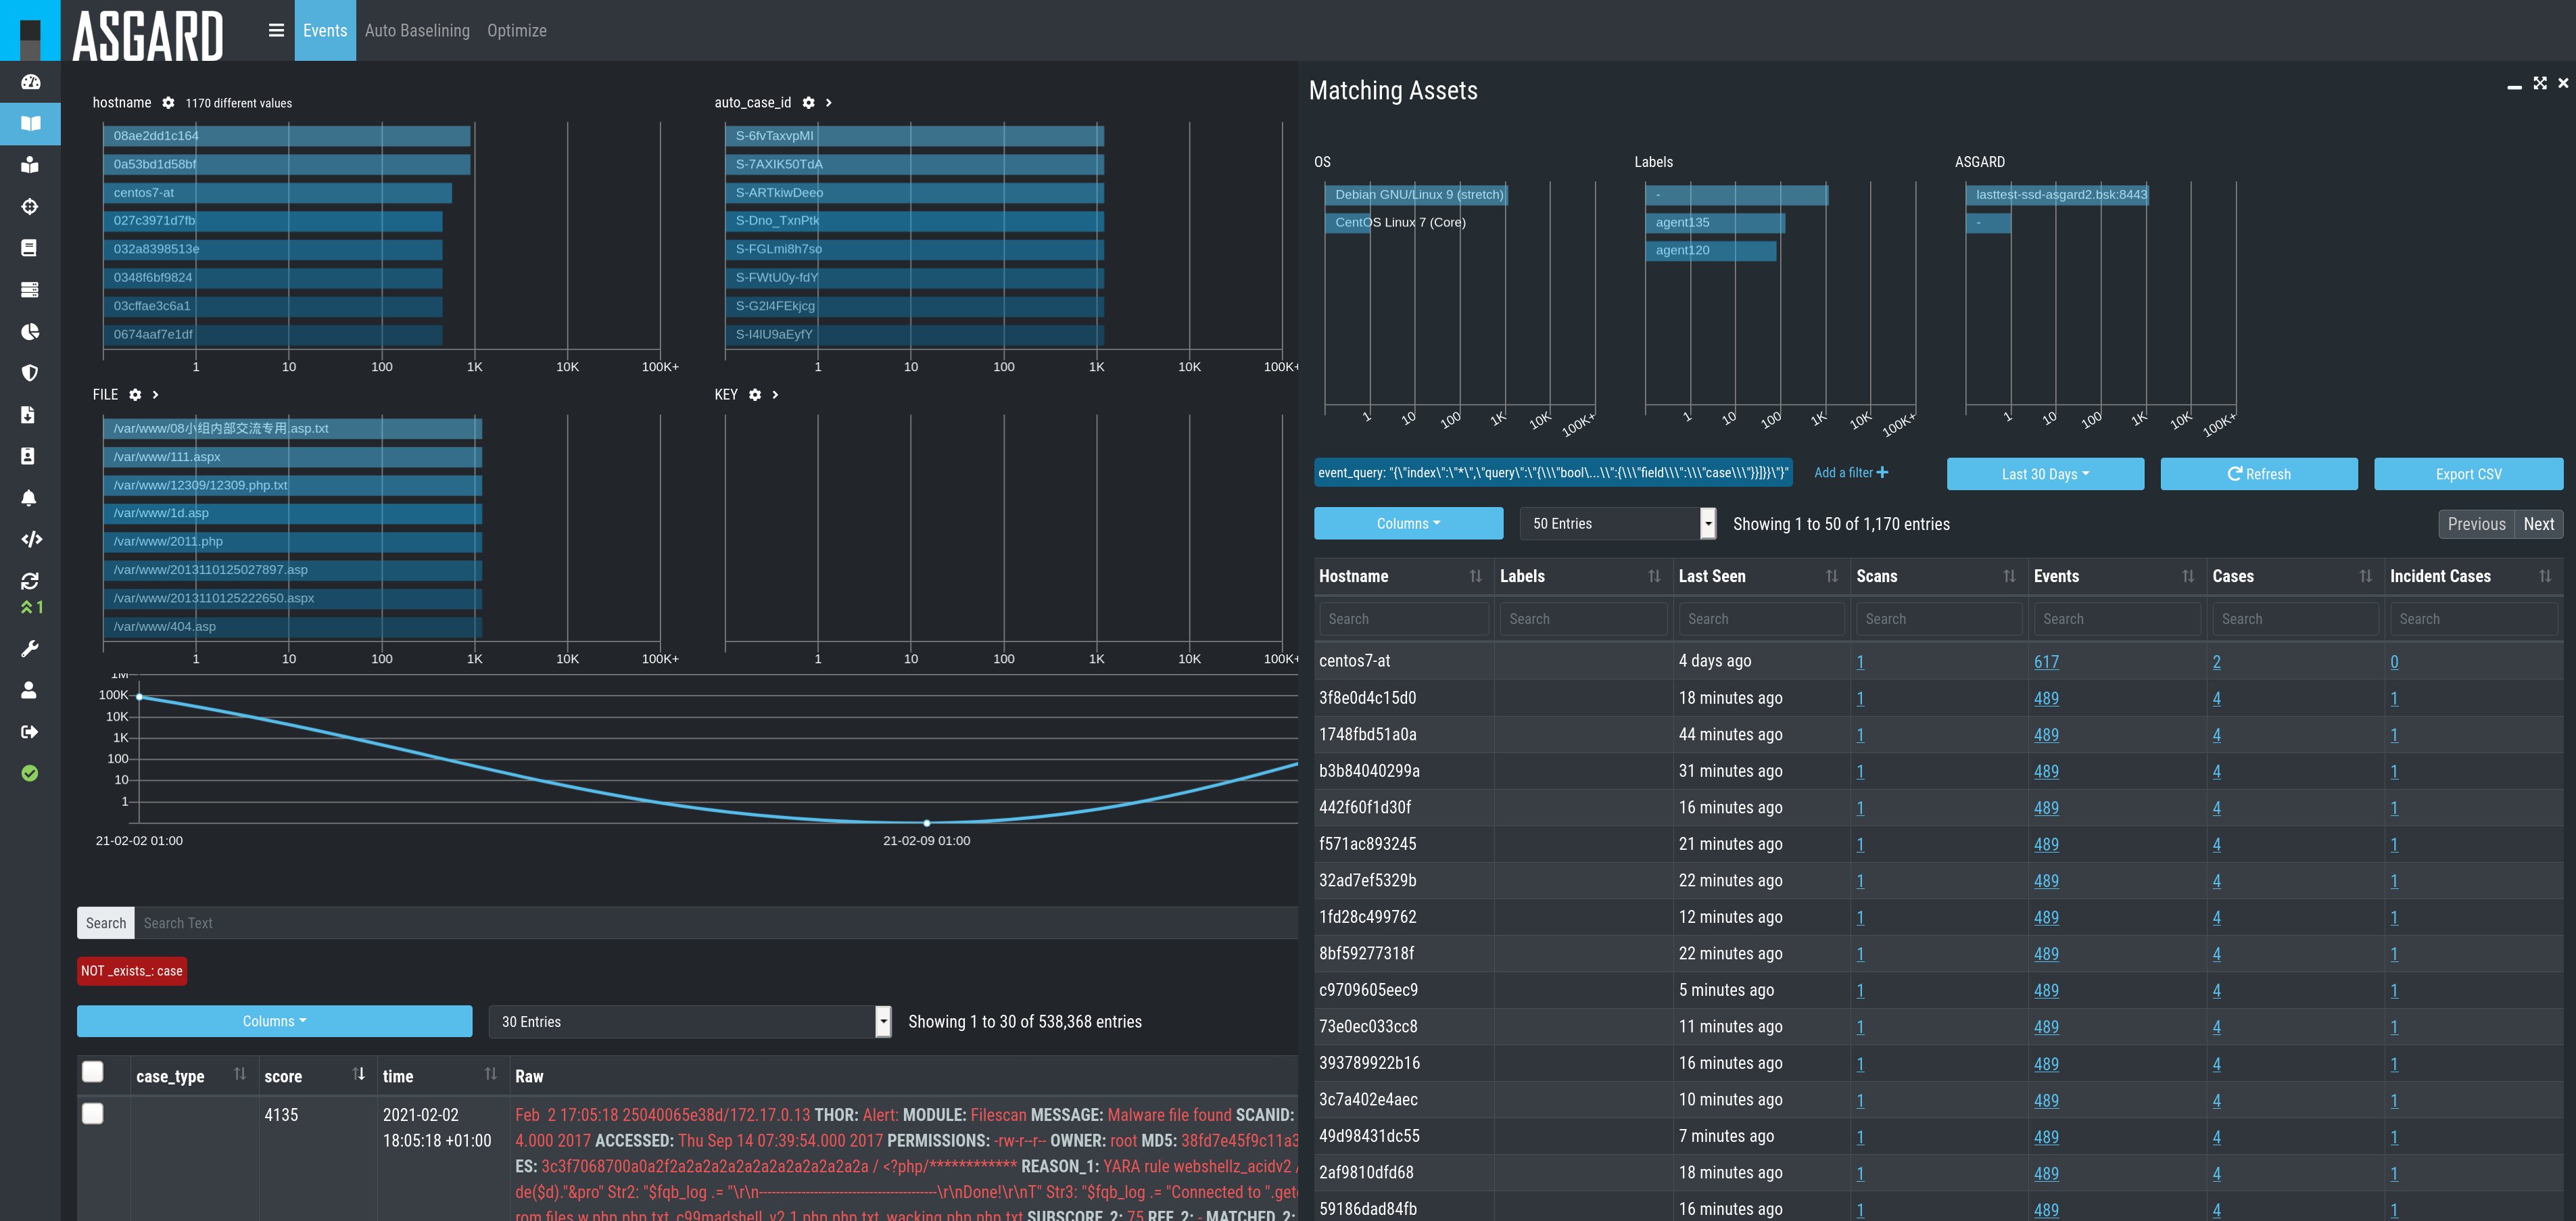 ASGARD
Events Auto Baselining Optimize
hostname 1170 different values
08ae2dd1c164
0a53bd1d58bf
centos7-at
027c3971d7fb
032a8398513e
0348f6bf9824
03cffae3c6a1
0674aaf7e1df
1 10 100 1K 10K 100K+
auto_case_id
S-6fvTaxvpMI
S-7AXIK50TdA
S-ARTkiwDeeo
S-Dno_TxnPtk
S-FGLmi8h7so
S-FWtU0y-fdY
S-G2l4FEkjcg
S-I4lU9aEyfY
1 10 100 1K 10K 100K+
FILE
/var/www/08小组内部交流专用.asp.txt
/var/www/111.aspx
/var/www/12309/12309.php.txt
/var/www/1d.asp
/var/www/2011.php
/var/www/2013110125027897.asp
/var/www/2013110125222650.aspx
/var/www/404.asp
1 10 100 1K 10K 100K+
KEY
1 10 100 1K 10K 100K+
1M
100K
10K
1K
100
10
1
21-02-02 01:00 21-02-09 01:00
Search Search Text
NOT _exists_: case
Columns 30 Entries Showing 1 to 30 of 538,368 entries
case_type score time Raw
4135 2021-02-02 18:05:18 +01:00
Feb 2 17:05:18 25040065e38d/172.17.0.13 THOR: Alert: MODULE: Filescan MESSAGE: Malware file found SCANID:
4.000 2017 ACCESSED: Thu Sep 14 07:39:54.000 2017 PERMISSIONS: -rw-r--r-- OWNER: root MD5: 38fd7e45f9c11a3
ES: 3c3f7068700a0a2f2a2a2a2a2a2a2a2a2a2a2a2a / <?php/************ REASON_1: YARA rule webshellz_acidv2 /
de($d)."&pro" Str2: "$fqb_log .= "\r\n------------------------------------------\r\nDone!\r\nT" Str3: "$fqb_log .= "Connected to ".get
rom files w.php.php.txt, c99madshell_v2.1.php.php.txt, wacking.php.php.txt SUBSCORE_2: 75 REF_2: - MATCHED_2:
Matching Assets
OS
Debian GNU/Linux 9 (stretch)
CentOS Linux 7 (Core)
1 10 100 1K 10K 100K+
Labels
-
agent135
agent120
1 10 100 1K 10K 100K+
ASGARD
lasttest-ssd-asgard2.bsk:8443
-
1 10 100 1K 10K 100K+
event_query: "{\"index\":\"*\",\"query\":\"{\\\"bool\...\\":{\\\"field\\\":\\\"case\\\"}}]}}\"}" Add a filter Last 30 Days Refresh Export CSV
Columns 50 Entries Showing 1 to 50 of 1,170 entries Previous Next
Hostname Labels Last Seen Scans Events Cases Incident Cases
Search Search Search Search Search Search Search
centos7-at 4 days ago 1 617 2 0
3f8e0d4c15d0 18 minutes ago 1 489 4 1
1748fbd51a0a 44 minutes ago 1 489 4 1
b3b84040299a 31 minutes ago 1 489 4 1
442f60f1d30f 16 minutes ago 1 489 4 1
f571ac893245 21 minutes ago 1 489 4 1
32ad7ef5329b 22 minutes ago 1 489 4 1
1fd28c499762 12 minutes ago 1 489 4 1
8bf59277318f 22 minutes ago 1 489 4 1
c9709605eec9 5 minutes ago 1 489 4 1
73e0ec033cc8 11 minutes ago 1 489 4 1
393789922b16 16 minutes ago 1 489 4 1
3c7a402e4aec 10 minutes ago 1 489 4 1
49d98431dc55 7 minutes ago 1 489 4 1
2af9810dfd68 18 minutes ago 1 489 4 1
59186dad84fb 16 minutes ago 1 489 4 1
1